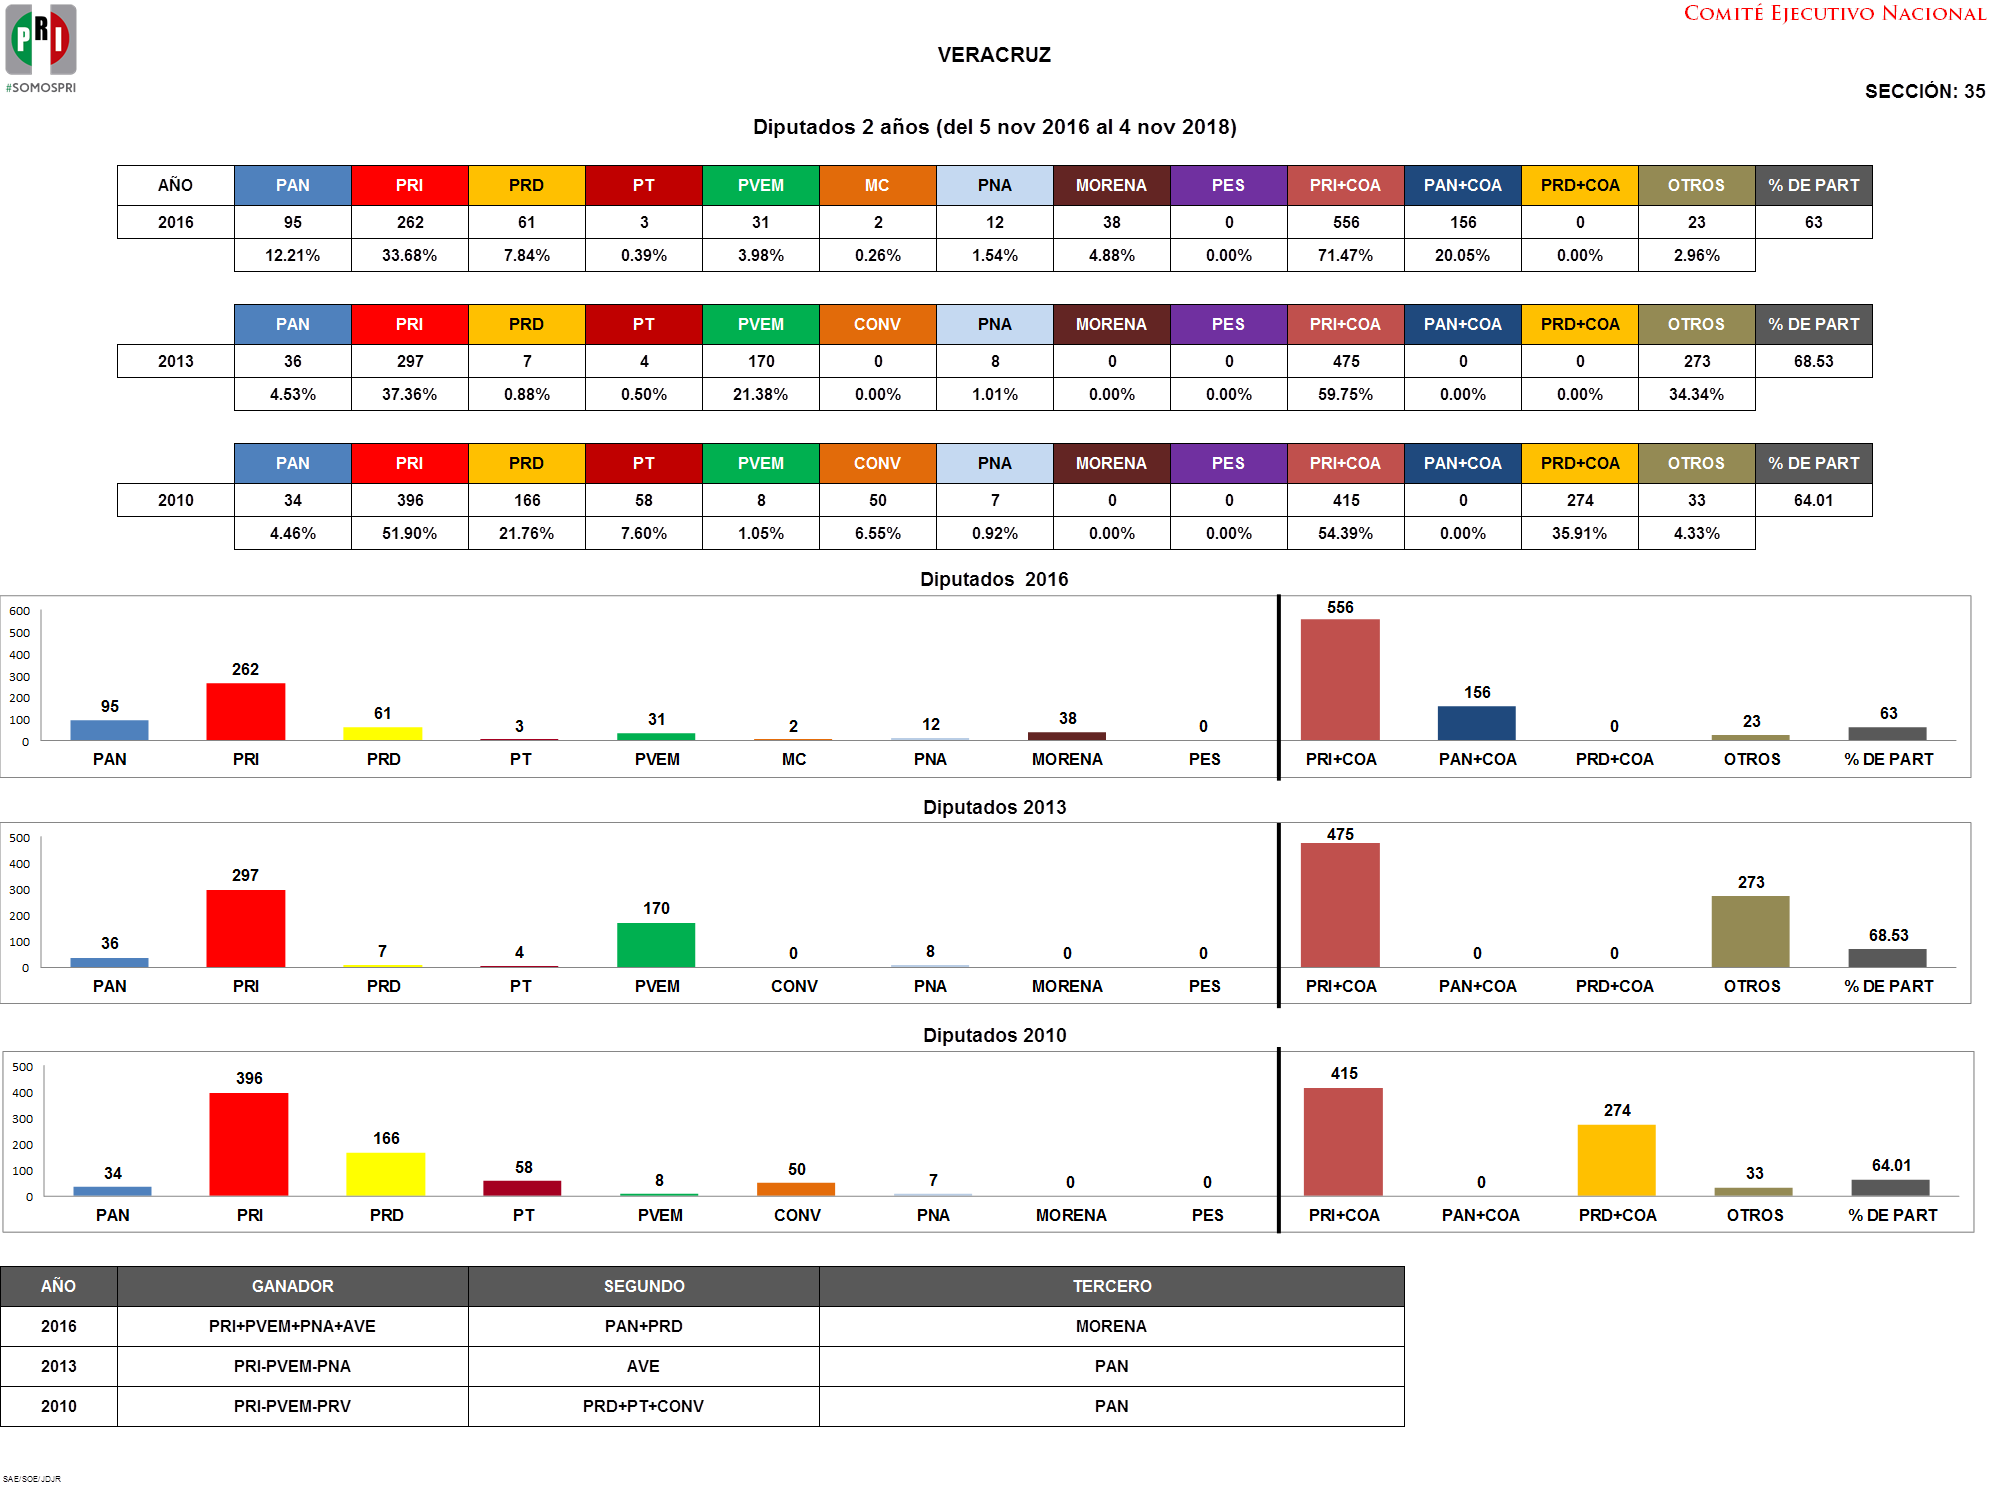 PRI
#SOMOSPRI
COMITÉ EJECUTIVO NACIONAL
VERACRUZ
SECCIÓN: 35
Diputados 2 años (del 5 nov 2016 al 4 nov 2018)
AÑO PAN PRI PRD PT PVEM MC PNA MORENA PES PRI+COA PAN+COA PRD+COA OTROS % DE PART
2016 95 262 61 3 31 2 12 38 0 556 156 0 23 63
12.21% 33.68% 7.84% 0.39% 3.98% 0.26% 1.54% 4.88% 0.00% 71.47% 20.05% 0.00% 2.96%
PAN PRI PRD PT PVEM CONV PNA MORENA PES PRI+COA PAN+COA PRD+COA OTROS % DE PART
2013 36 297 7 4 170 0 8 0 0 475 0 0 273 68.53
4.53% 37.36% 0.88% 0.50% 21.38% 0.00% 1.01% 0.00% 0.00% 59.75% 0.00% 0.00% 34.34%
PAN PRI PRD PT PVEM CONV PNA MORENA PES PRI+COA PAN+COA PRD+COA OTROS % DE PART
2010 34 396 166 58 8 50 7 0 0 415 0 274 33 64.01
4.46% 51.90% 21.76% 7.60% 1.05% 6.55% 0.92% 0.00% 0.00% 54.39% 0.00% 35.91% 4.33%
Diputados 2016
600
500
400
300
200
100
0
95 262 61 3 31 2 12 38 0 556 156 0 23 63
PAN PRI PRD PT PVEM MC PNA MORENA PES PRI+COA PAN+COA PRD+COA OTROS % DE PART
Diputados 2013
500
400
300
200
100
0
36 297 7 4 170 0 8 0 0 475 0 0 273 68.53
PAN PRI PRD PT PVEM CONV PNA MORENA PES PRI+COA PAN+COA PRD+COA OTROS % DE PART
Diputados 2010
500
400
300
200
100
0
34 396 166 58 8 50 7 0 0 415 0 274 33 64.01
PAN PRI PRD PT PVEM CONV PNA MORENA PES PRI+COA PAN+COA PRD+COA OTROS % DE PART
AÑO GANADOR SEGUNDO TERCERO
2016 PRI+PVEM+PNA+AVE PAN+PRD MORENA
2013 PRI-PVEM-PNA AVE PAN
2010 PRI-PVEM-PRV PRD+PT+CONV PAN
SAE/SOE/JDJR